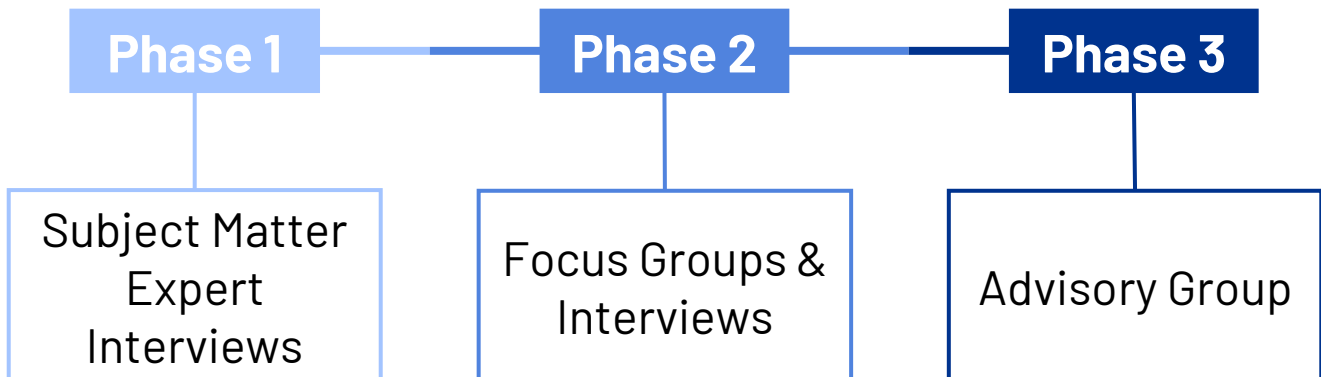 Phase 1
Phase 2
Phase 3
Subject Matter
Expert
Interviews
Focus Groups &
Interviews
Advisory Group